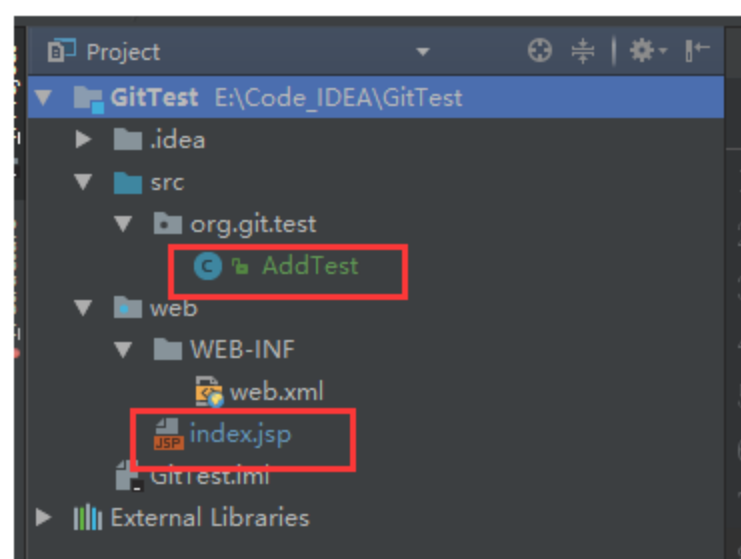 Project
GitTest E:\Code_IDEA\GitTest
.idea
src
org.git.test
C AddTest
web
WEB-INF
web.xml
JSP index.jsp
GitTest.iml
External Libraries